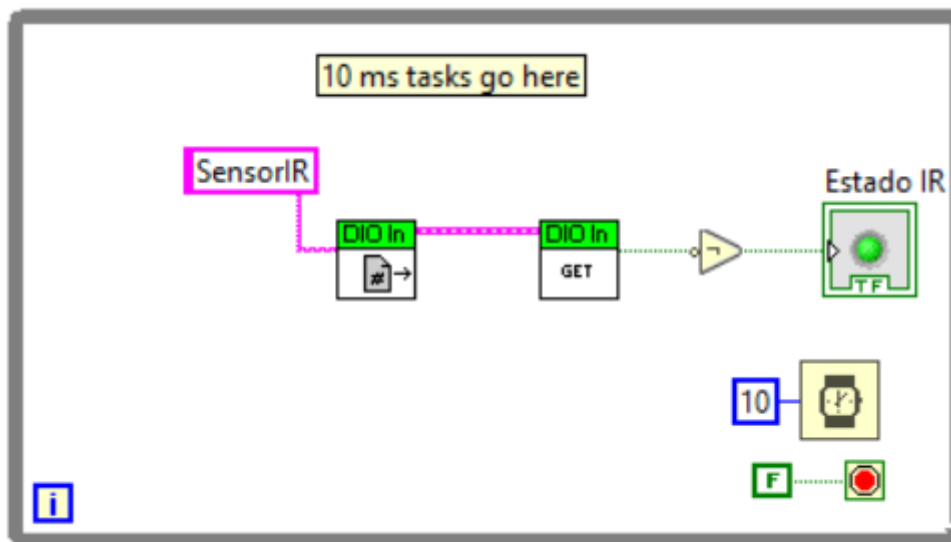 10 ms tasks go here
SensorIR
Estado IR
DIO In
DIO In
#
GET
TF
10
F
i